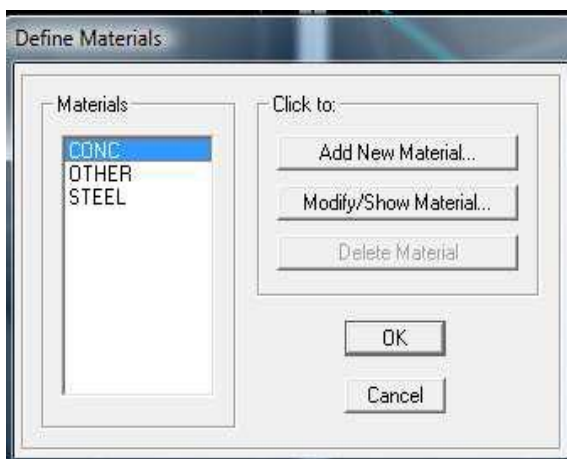 Define Materials
Materials
CONC
OTHER
STEEL
Click to:
Add New Material...
Modify/Show Material...
Delete Material
OK
Cancel